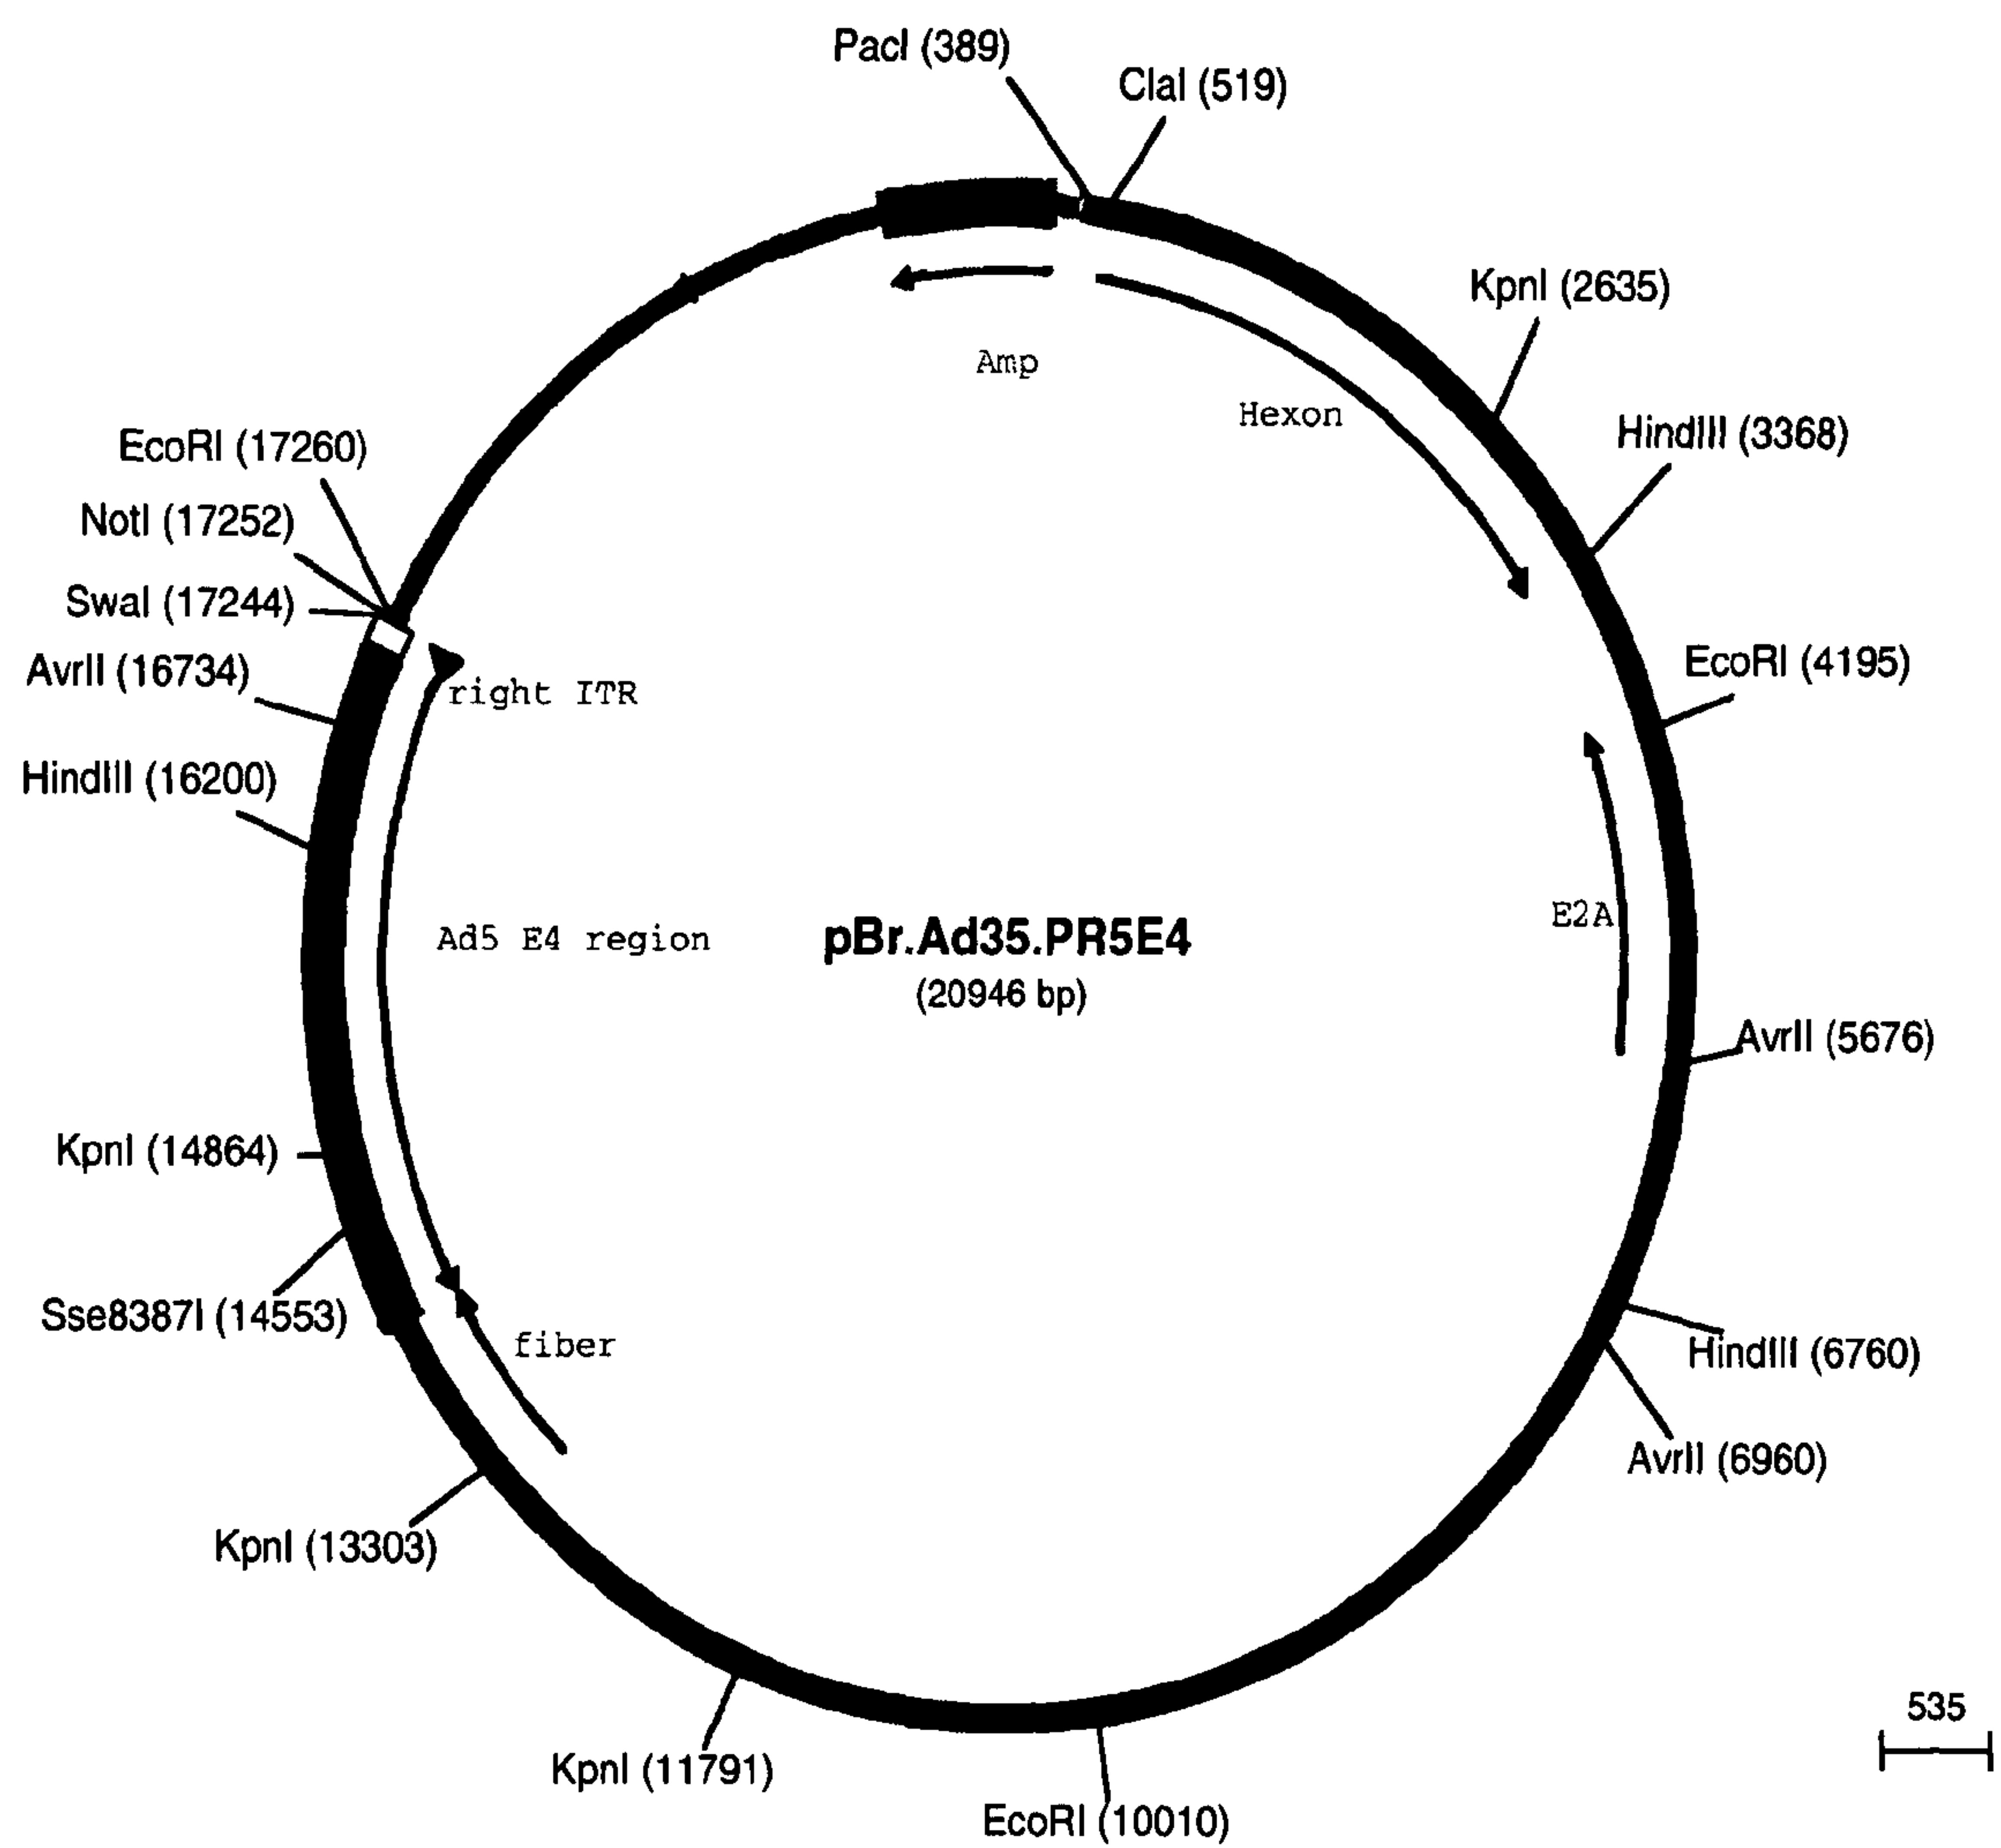 PacI (389)
ClaI (519)
KpnI (2635)
HindIII (3368)
EcoRI (4195)
AvrII (5676)
HindIII (6760)
AvrII (6960)
EcoRI (10010)
KpnI (11791)
KpnI (13303)
Sse8387I (14553)
KpnI (14864)
HindIII (16200)
AvrII (16734)
SwaI (17244)
NotI (17252)
EcoRI (17260)
Amp
Hexon
E2A
right ITR
Ad5 E4 region
fiber
pBr.Ad35.PR5E4
(20946 bp)
535